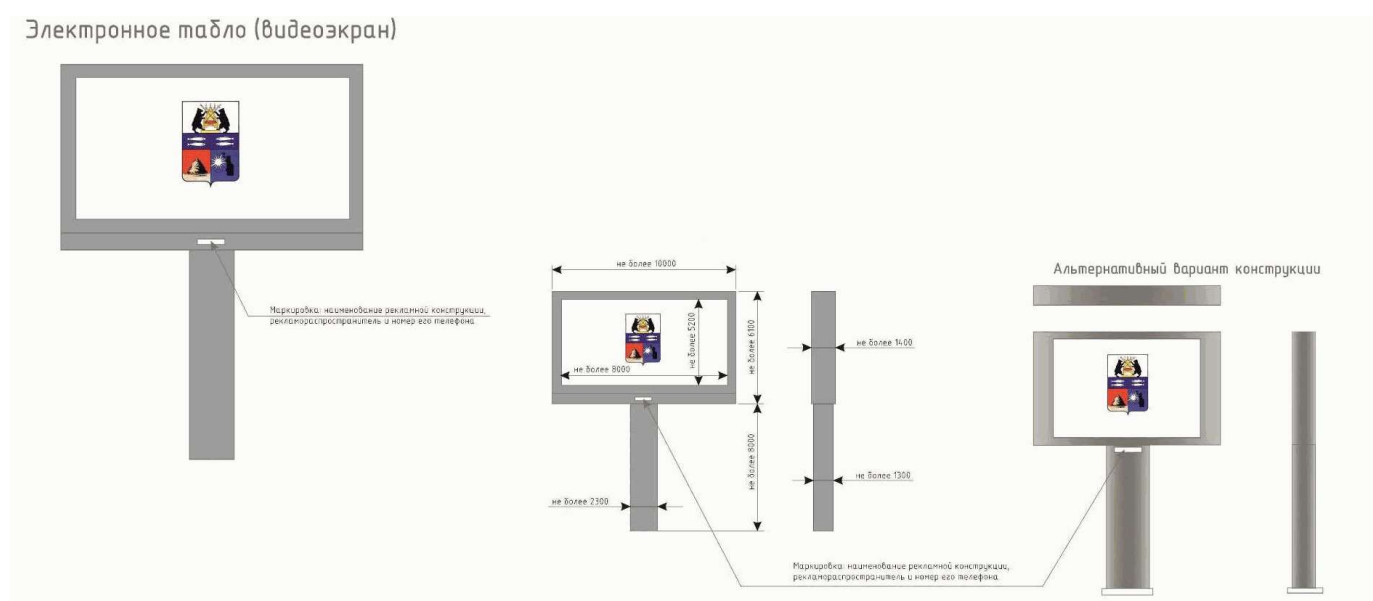 Электронное табло (видеоэкран)
Маркировка: наименование рекламной конструкции,
рекламораспространитель и номер его телефона
не более 10000
не более 5200
не более 6100
не более 8000
не более 8000
не более 2300
не более 1400
не более 1300
Альтернативный вариант конструкции
Маркировка: наименование рекламной конструкции,
рекламораспространитель и номер его телефона